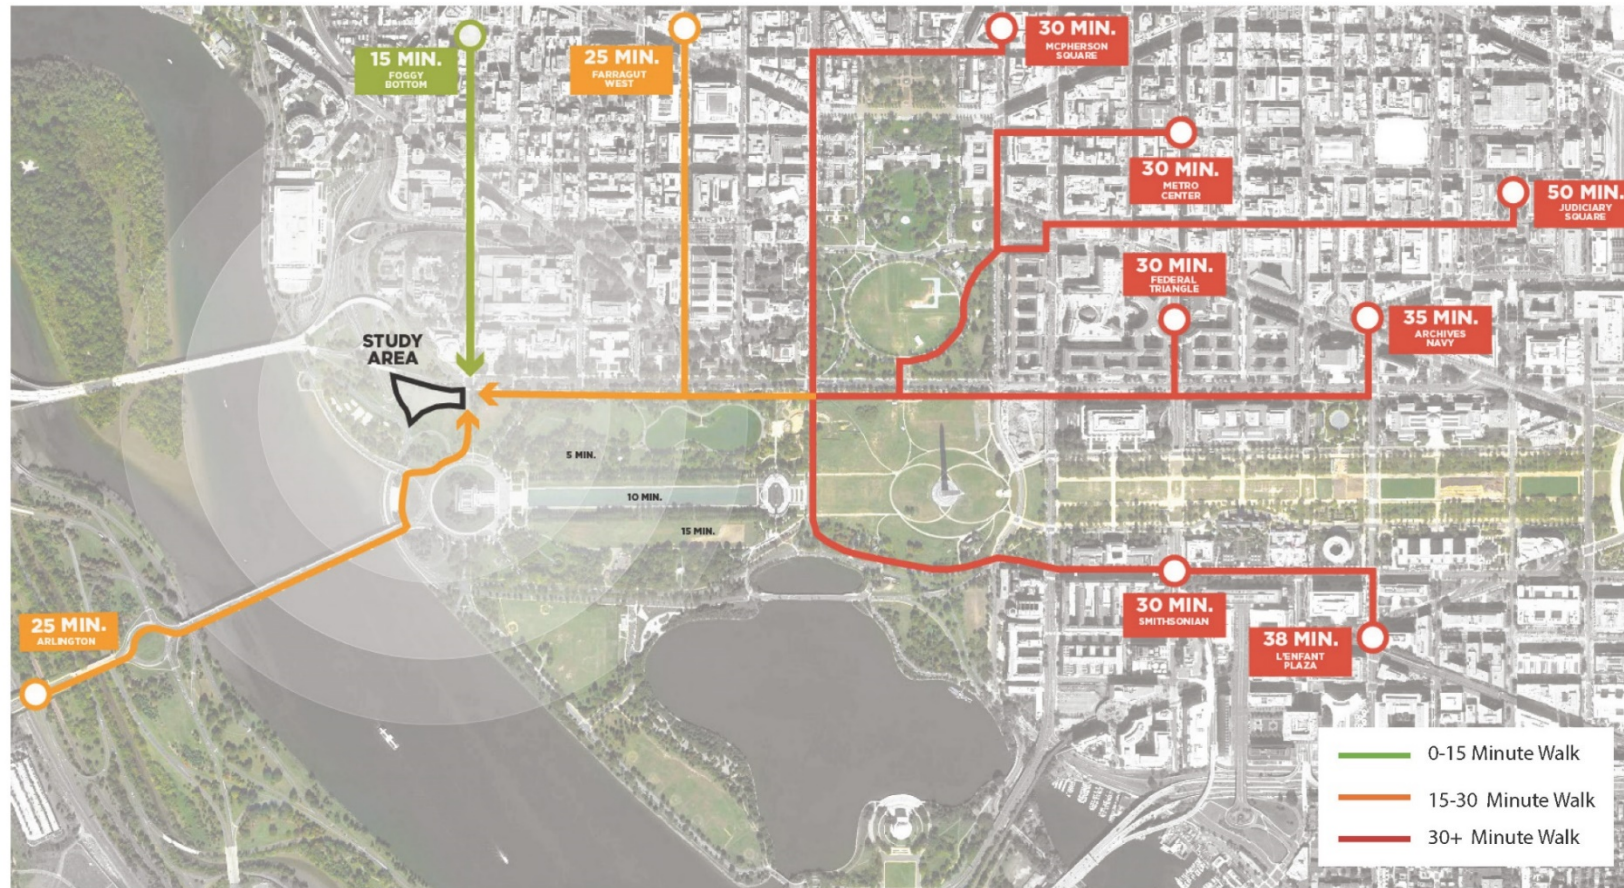 15 MIN.
FOGGY
BOTTOM
25 MIN.
FARRAGUT
WEST
30 MIN.
MCPHERSON
SQUARE
30 MIN.
METRO
CENTER
50 MIN.
JUDICIARY
SQUARE
30 MIN.
FEDERAL
TRIANGLE
35 MIN.
ARCHIVES
NAVY
STUDY
AREA
5 MIN.
10 MIN.
15 MIN.
25 MIN.
ARLINGTON
30 MIN.
SMITHSONIAN
38 MIN.
L'ENFANT
PLAZA
0-15 Minute Walk
15-30 Minute Walk
30+ Minute Walk